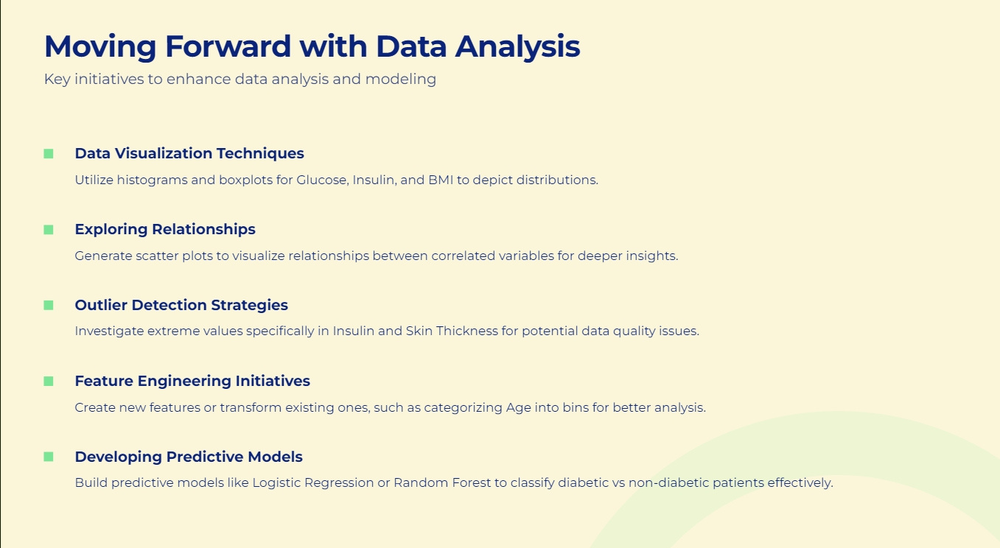 Moving Forward with Data Analysis
Key initiatives to enhance data analysis and modeling
Data Visualization Techniques
Utilize histograms and boxplots for Glucose, Insulin, and BMI to depict distributions.
Exploring Relationships
Generate scatter plots to visualize relationships between correlated variables for deeper insights.
Outlier Detection Strategies
Investigate extreme values specifically in Insulin and Skin Thickness for potential data quality issues.
Feature Engineering Initiatives
Create new features or transform existing ones, such as categorizing Age into bins for better analysis.
Developing Predictive Models
Build predictive models like Logistic Regression or Random Forest to classify diabetic vs non-diabetic patients effectively.